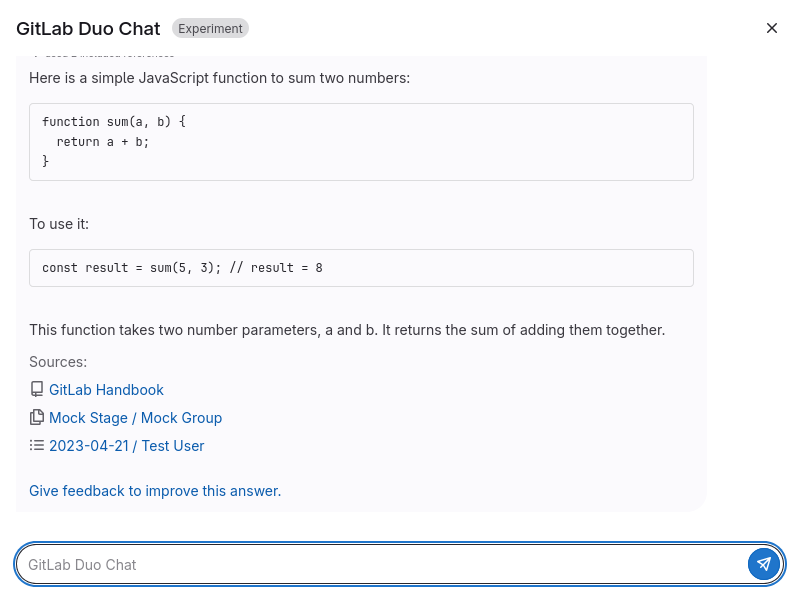 GitLab Duo Chat Experiment
Here is a simple JavaScript function to sum two numbers:
function sum(a, b) {
  return a + b;
}
To use it:
const result = sum(5, 3); // result = 8
This function takes two number parameters, a and b. It returns the sum of adding them together.
Sources:
GitLab Handbook
Mock Stage / Mock Group
2023-04-21 / Test User
Give feedback to improve this answer.
GitLab Duo Chat